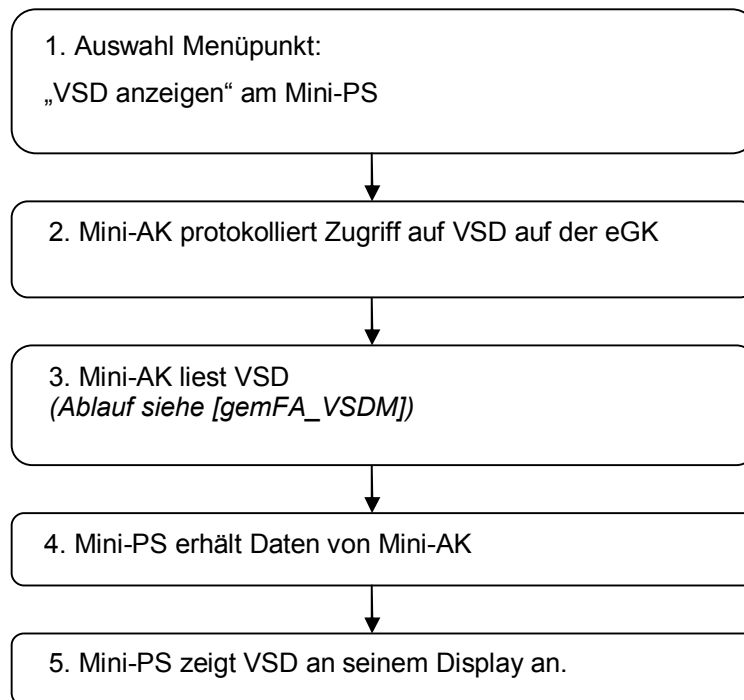 1. Auswahl Menüpunkt:
„VSD anzeigen“ am Mini-PS
2. Mini-AK protokolliert Zugriff auf VSD auf der eGK
3. Mini-AK liest VSD
(Ablauf siehe [gemFA_VSDM])
4. Mini-PS erhält Daten von Mini-AK
5. Mini-PS zeigt VSD an seinem Display an.